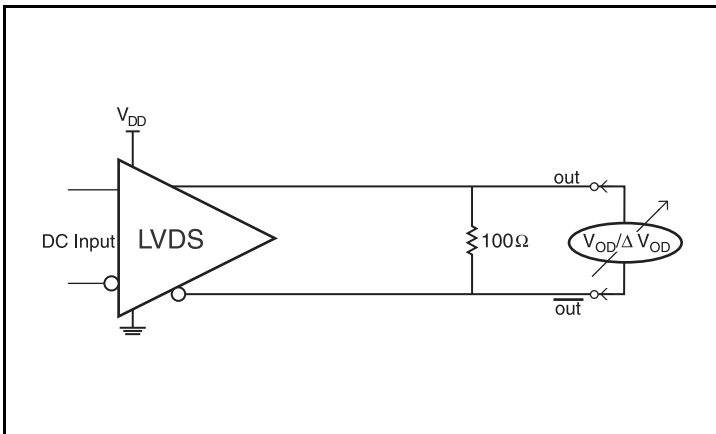 V_DD
out
DC Input
LVDS
100Ω
V_OD/Δ V_OD
out